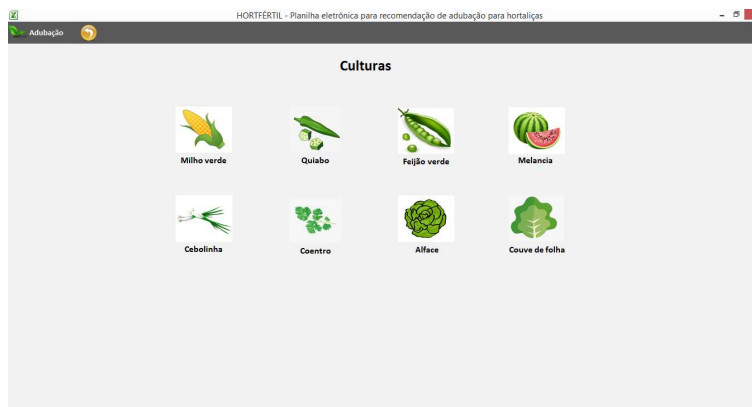 HORTFÉRTIL - Planilha eletrônica para recomendação de adubação para hortaliças
Adubação
Culturas
Milho verde Quiabo Feijão verde Melancia
Cebolinha Coentro Alface Couve de folha